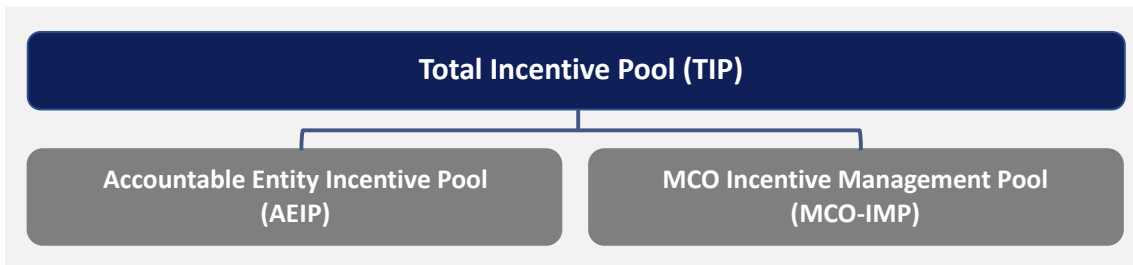 Total Incentive Pool (TIP)
Accountable Entity Incentive Pool
(AEIP)
MCO Incentive Management Pool
(MCO-IMP)